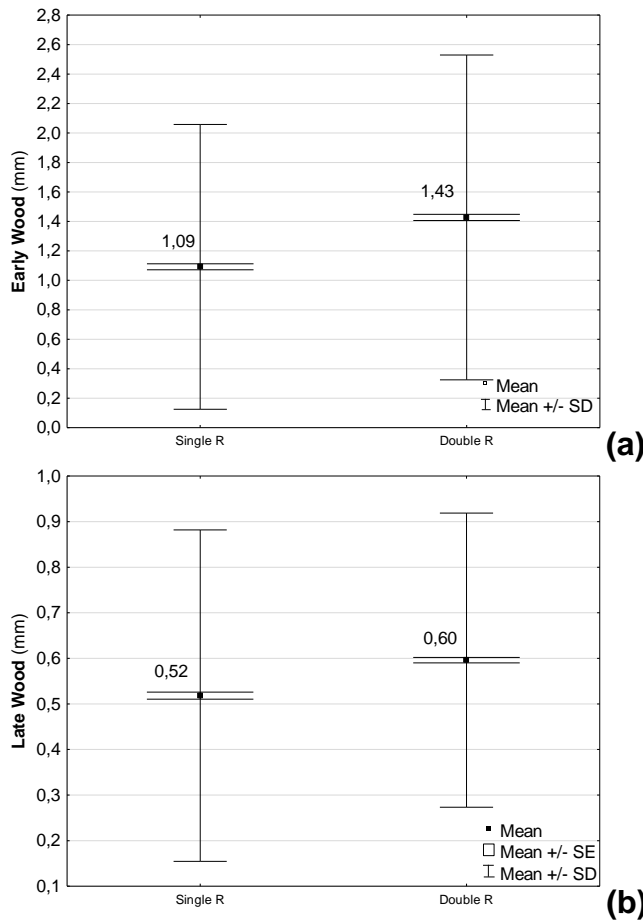 2,8
2,6
2,4
2,2
2,0
1,8
1,6
1,4
1,2
1,0
0,8
0,6
0,4
0,2
0,0
Early Wood (mm)
1,09
1,43
Mean
Mean +/- SD
Single R
Double R
(a)
1,0
0,9
0,8
0,7
0,6
0,5
0,4
0,3
0,2
0,1
Late Wood (mm)
0,52
0,60
Mean
Mean +/- SE
Mean +/- SD
Single R
Double R
(b)